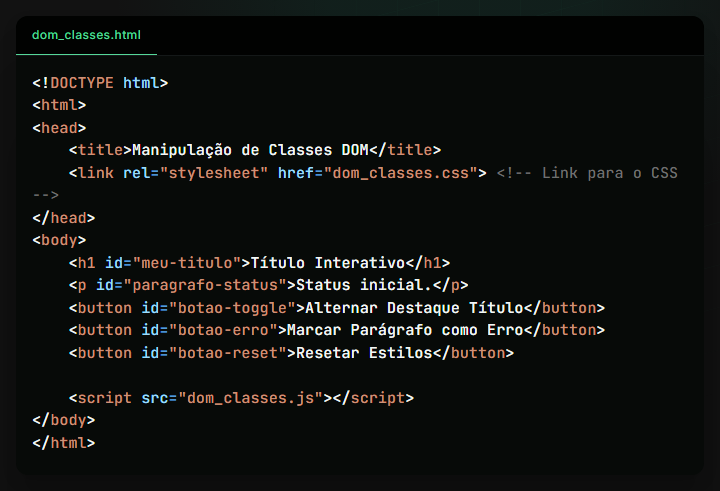 dom_classes.html
<!DOCTYPE html>
<html>
<head>
    <title>Manipulação de Classes DOM</title>
    <link rel="stylesheet" href="dom_classes.css"> <!-- Link para o CSS
-->
</head>
<body>
    <h1 id="meu-titulo">Título Interativo</h1>
    <p id="paragrafo-status">Status inicial.</p>
    <button id="botao-toggle">Alternar Destaque Título</button>
    <button id="botao-erro">Marcar Parágrafo como Erro</button>
    <button id="botao-reset">Resetar Estilos</button>

    <script src="dom_classes.js"></script>
</body>
</html>